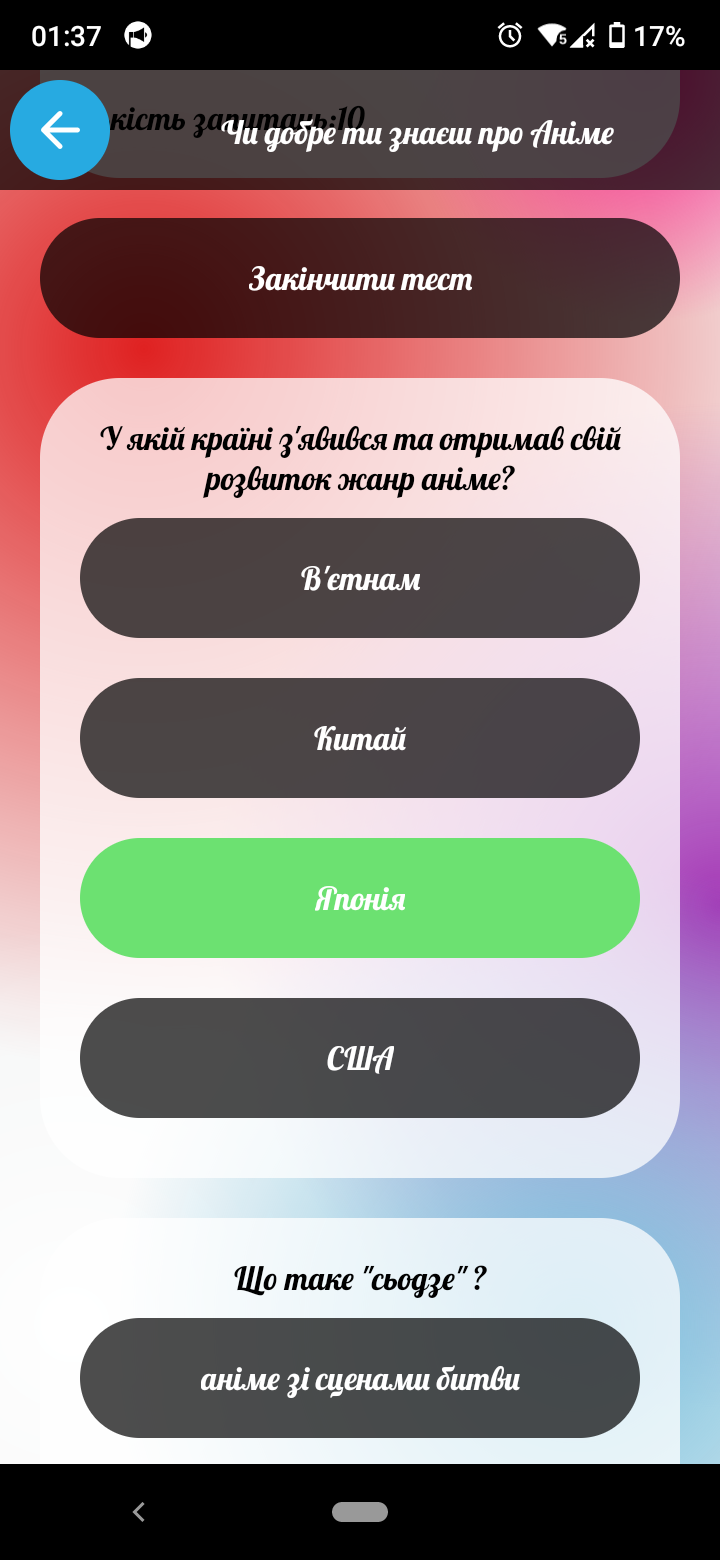 01:37
5
17%
кість запитань:10
Чи добре ти знаєш про Аніме
Закінчити тест
У якій країні з'явився та отримав свій
розвиток жанр аніме?
В'єтнам
Китай
Японія
США
Що таке "сьодзе" ?
аніме зі сценами битви